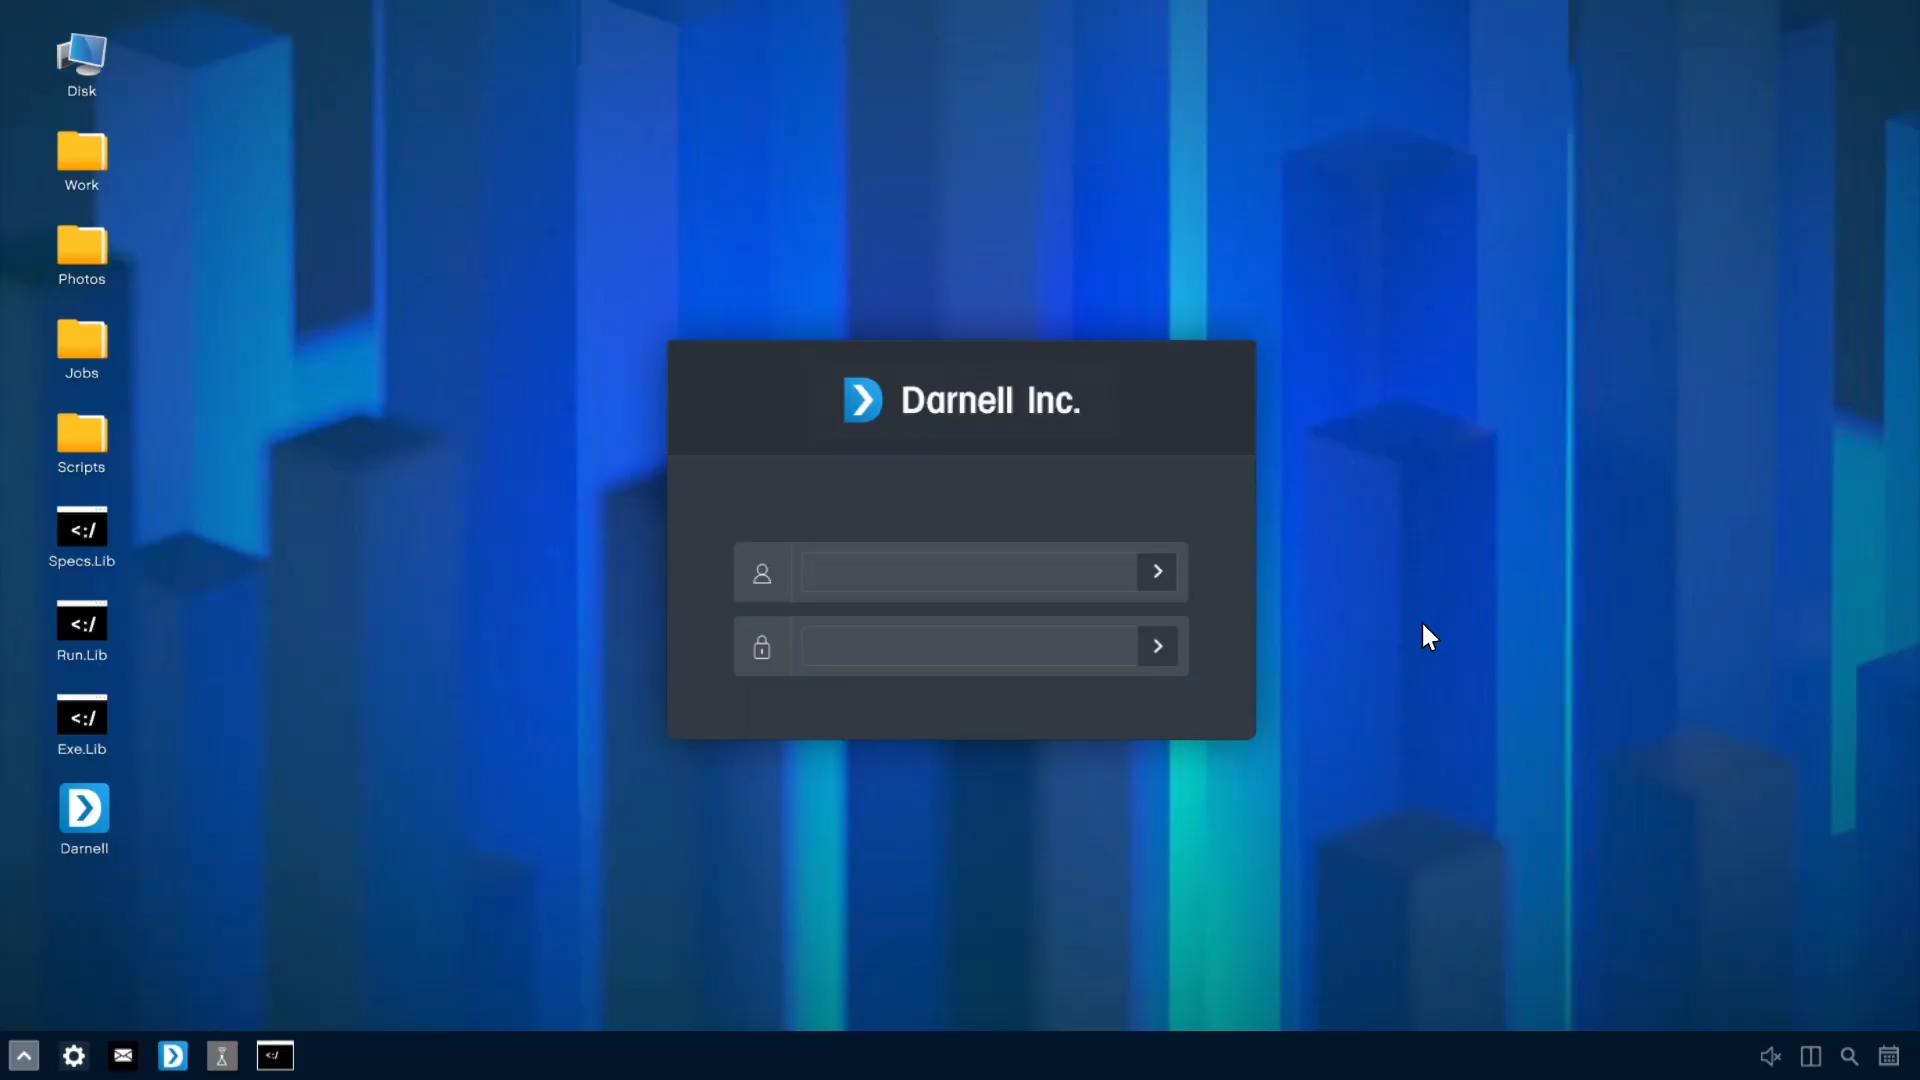 Disk
Work
Photos
Jobs
Scripts
<:/
Specs.Lib
<:/
Run.Lib
<:/
Exe.Lib
Darnell
Darnell Inc.
<:/